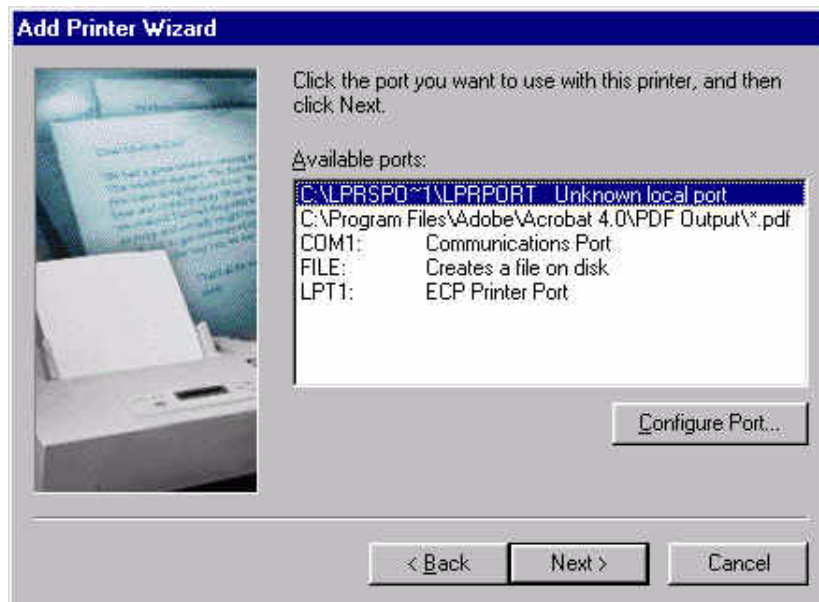 Add Printer Wizard
Click the port you want to use with this printer, and then
click Next.
Available ports:
C:\LPRSPO~1\LPRPORT Unknown local port
C:\Program Files\Adobe\Acrobat 4.0\PDF Output\*.pdf
COM1: Communications Port
FILE: Creates a file on disk
LPT1: ECP Printer Port
Configure Port...
< Back
Next >
Cancel